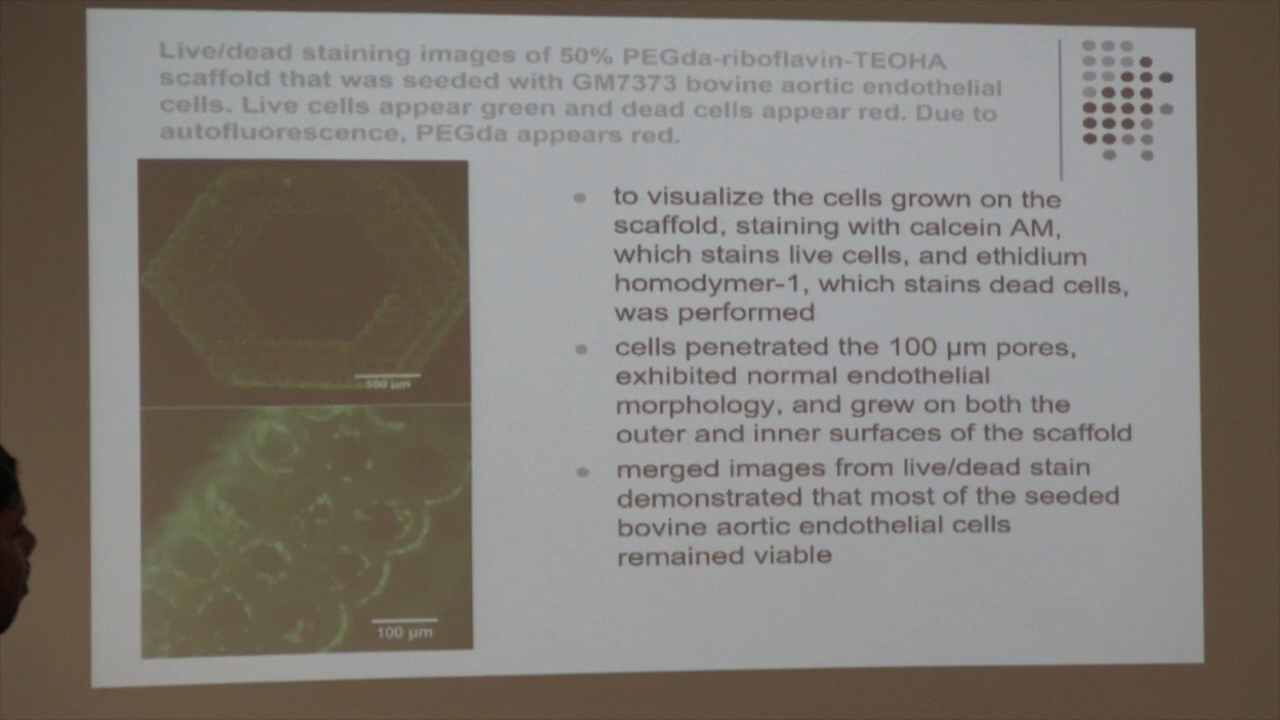 Live/dead staining images of 50% PEGda-riboflavin-TEOHA
scaffold that was seeded with GM7373 bovine aortic endothelial
cells. Live cells appear green and dead cells appear red. Due to
autofluorescence, PEGda appears red.
to visualize the cells grown on the
scaffold, staining with calcein AM,
which stains live cells, and ethidium
homodymer-1, which stains dead cells,
was performed
cells penetrated the 100 µm pores,
exhibited normal endothelial
morphology, and grew on both the
outer and inner surfaces of the scaffold
merged images from live/dead stain
demonstrated that most of the seeded
bovine aortic endothelial cells
remained viable
300 µm
100 µm